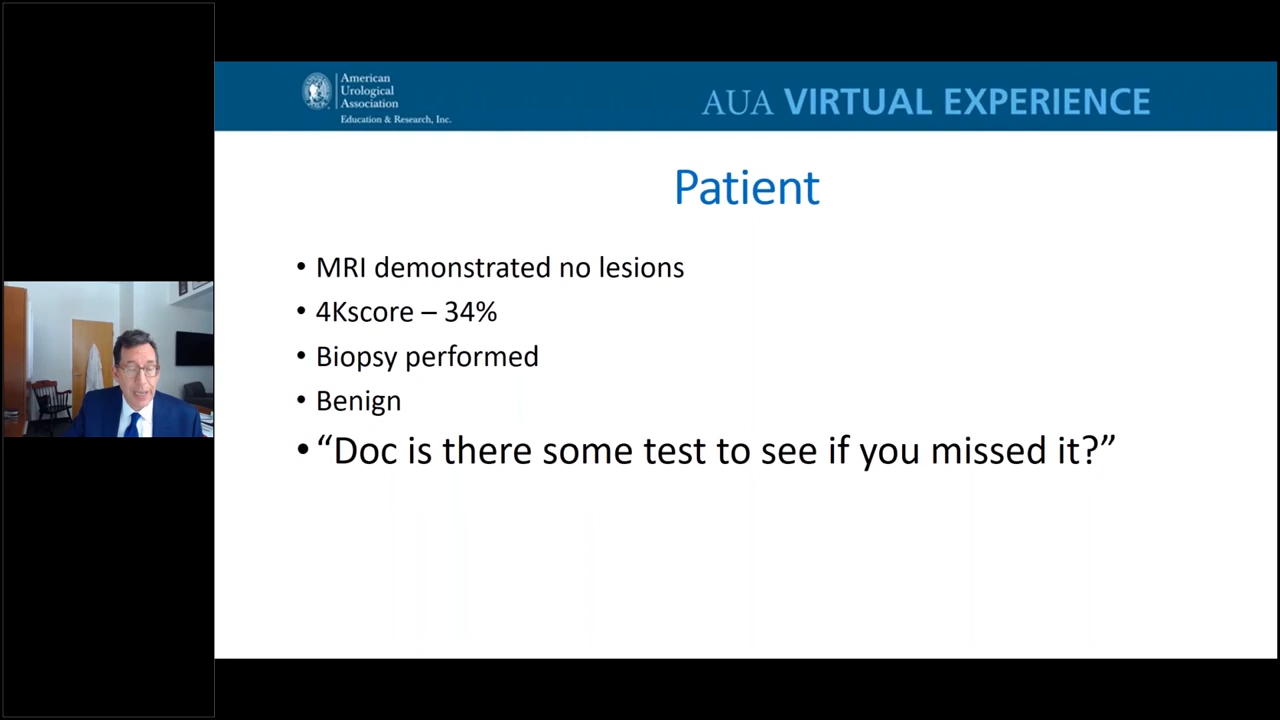 American
Urological
Association
Education & Research, Inc.
AUA VIRTUAL EXPERIENCE
Patient
• MRI demonstrated no lesions
• 4Kscore – 34%
• Biopsy performed
• Benign
• “Doc is there some test to see if you missed it?”